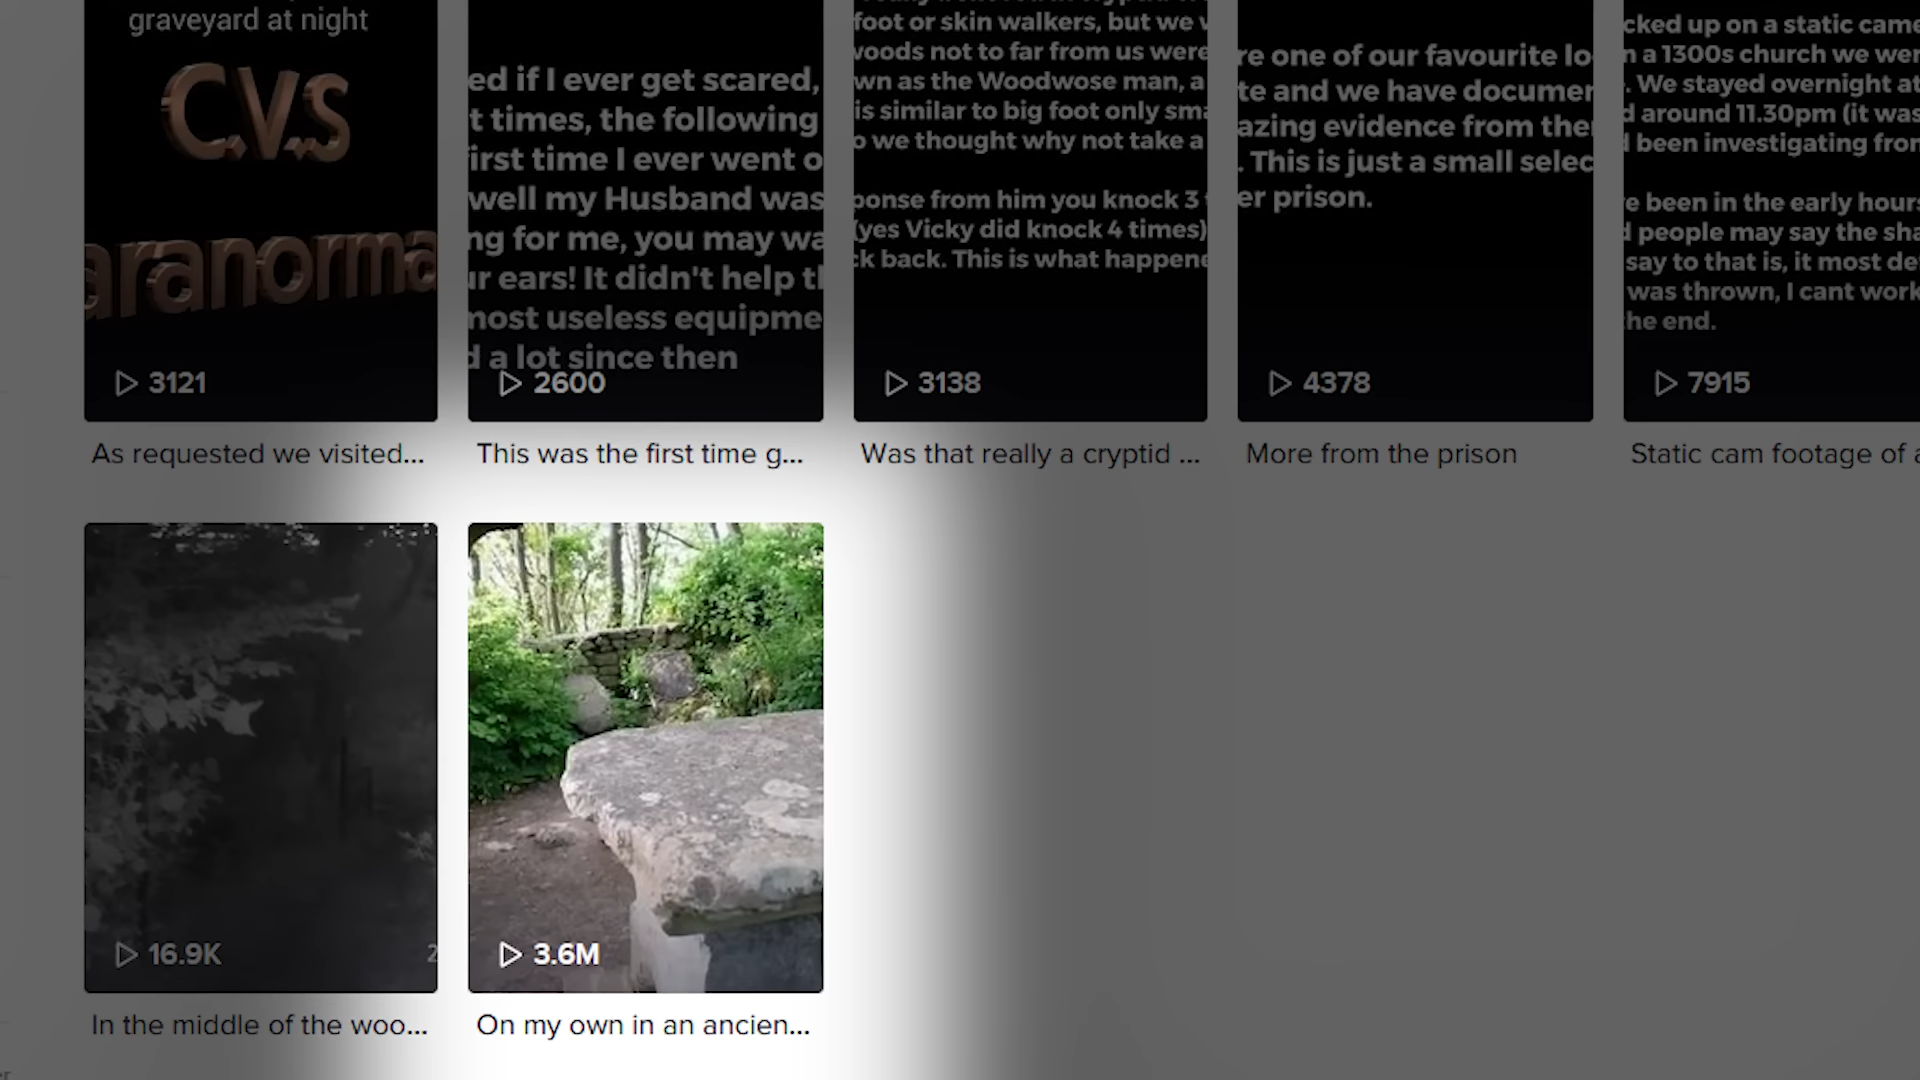 graveyard at night
C.V.S
aranorma
3121
As requested we visited...
ed if I ever get scared,
t times, the following
irst time I ever went o
well my Husband was
ng for me, you may wa
ur ears! It didn't help t
most useless equipme
d a lot since then
2600
This was the first time g...
foot or skin walkers, but we
woods not to far from us were
wn as the Woodwose man, a
is similar to big foot only sm
o we thought why not take a
ponse from him you knock 3
(yes Vicky did knock 4 times)
ck back. This is what happene
3138
Was that really a cryptid ...
re one of our favourite lo
te and we have documen
azing evidence from the
. This is just a small selec
er prison.
4378
More from the prison
cked up on a static came
n a 1300s church we wer
. We stayed overnight at
d around 11.30pm (it was
d been investigating fron
e been in the early hours
d people may say the sha
say to that is, it most de
was thrown, I cant work
he end.
7915
Static cam footage of a
16.9K
2
In the middle of the woo...
3.6M
On my own in an ancien...